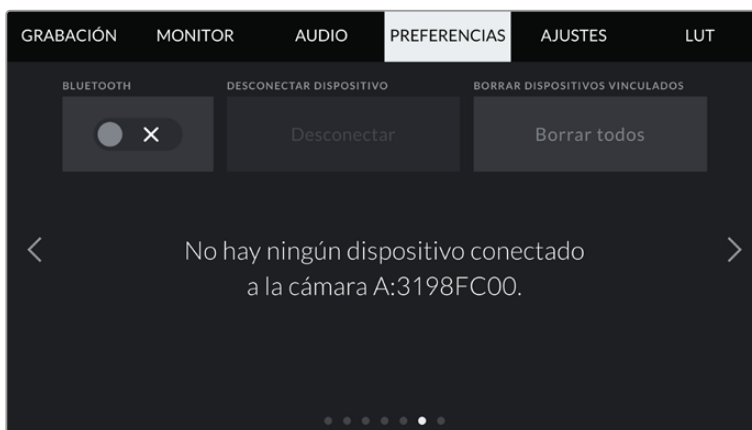 GRABACIÓN MONITOR AUDIO PREFERENCIAS AJUSTES LUT
BLUETOOTH DESCONECTAR DISPOSITIVO BORRAR DISPOSITIVOS VINCULADOS
Desconectar Borrar todos
No hay ningún dispositivo conectado
a la cámara A:3198FC00.